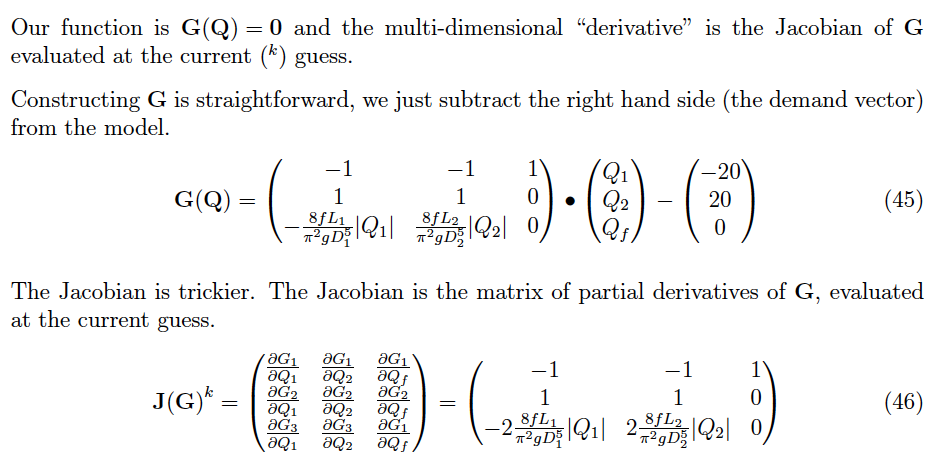 Our function is G(Q) = 0 and the multi-dimensional “derivative” is the Jacobian of G
evaluated at the current (^k) guess.
Constructing G is straightforward, we just subtract the right hand side (the demand vector)
from the model.
G(Q) = \begin{pmatrix} -1 & -1 & 1 \\ 1 & 1 & 0 \\ -\frac{8fL_1}{\pi^2 g D_1^5}|Q_1| & \frac{8fL_2}{\pi^2 g D_2^5}|Q_2| & 0 \end{pmatrix} \bullet \begin{pmatrix} Q_1 \\ Q_2 \\ Q_f \end{pmatrix} - \begin{pmatrix} -20 \\ 20 \\ 0 \end{pmatrix} (45)
The Jacobian is trickier. The Jacobian is the matrix of partial derivatives of G, evaluated
at the current guess.
J(G)^k = \begin{pmatrix} \frac{\partial G_1}{\partial Q_1} & \frac{\partial G_1}{\partial Q_2} & \frac{\partial G_1}{\partial Q_f} \\ \frac{\partial G_2}{\partial Q_1} & \frac{\partial G_2}{\partial Q_2} & \frac{\partial G_2}{\partial Q_f} \\ \frac{\partial G_3}{\partial Q_1} & \frac{\partial G_3}{\partial Q_2} & \frac{\partial G_1}{\partial Q_f} \end{pmatrix} = \begin{pmatrix} -1 & -1 & 1 \\ 1 & 1 & 0 \\ -2\frac{8fL_1}{\pi^2 g D_1^5}|Q_1| & 2\frac{8fL_2}{\pi^2 g D_2^5}|Q_2| & 0 \end{pmatrix} (46)